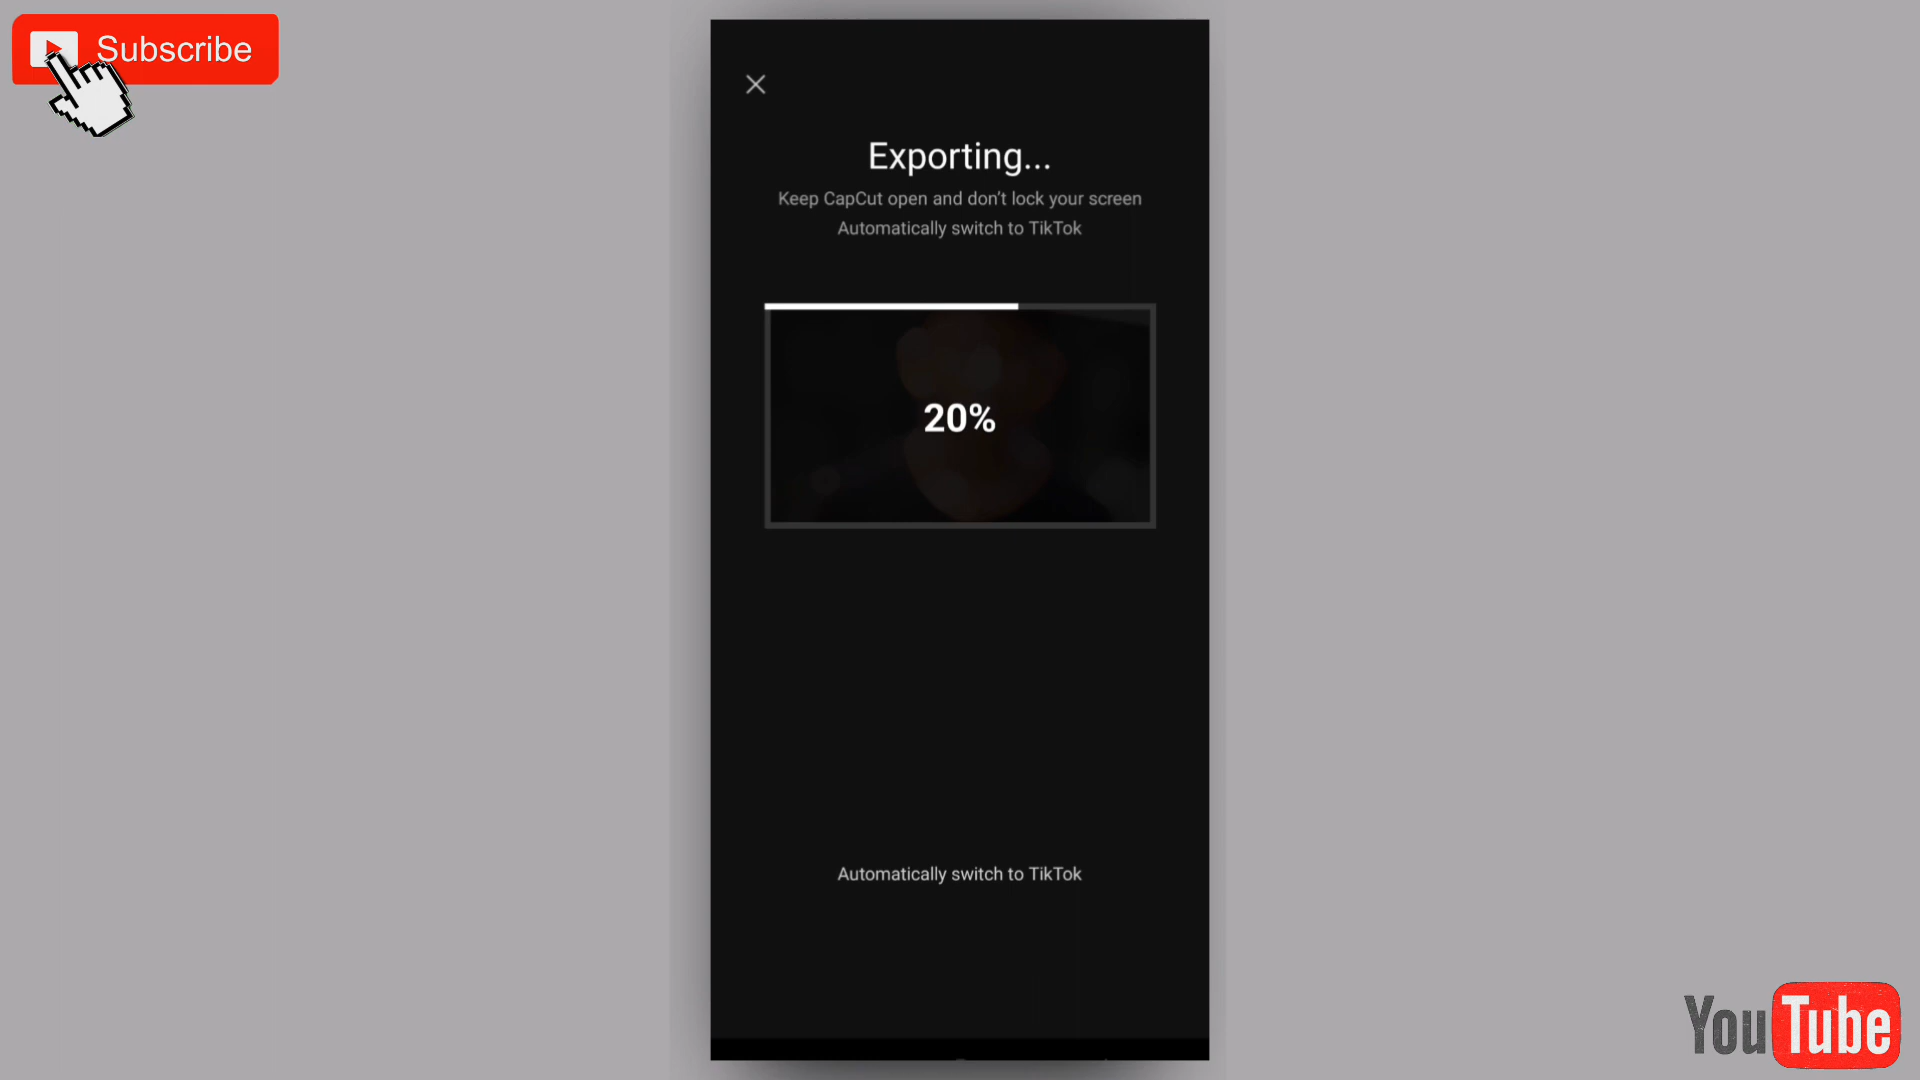 Subscribe
Exporting...
Keep CapCut open and don't lock your screen
Automatically switch to TikTok
20%
Automatically switch to TikTok
YouTube